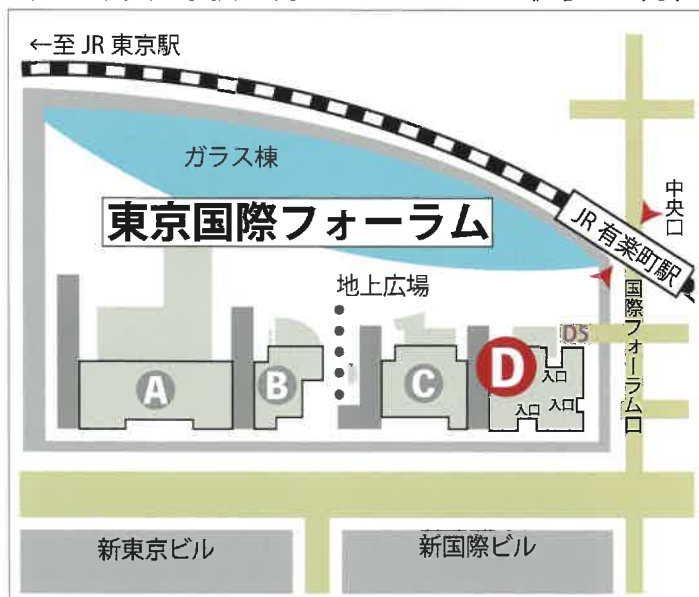 ←至 JR 東京駅
ガラス棟
東京国際フォーラム
中央口
JR 有楽町駅
地上広場
国際フォーラム口
D5
A
B
C
D
入口
入口
入口
新東京ビル
新国際ビル